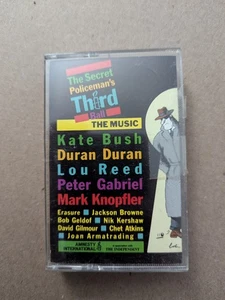 The Secret
Policeman's
Third
Ball
THE MUSIC
Kate Bush
Duran Duran
Lou Reed
Peter Gabriel
Mark Knopfler
Erasure ■ Jackson Browne
Bob Geldof ■ Nik Kershaw
David Gilmour ■ Chet Atkins
■ Joan Armatrading ■
AMNESTY
INTERNATIONAL